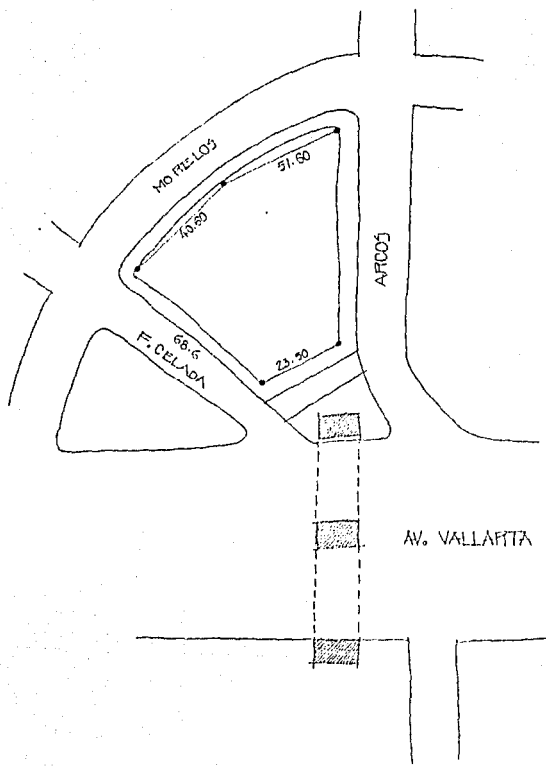 MORELOS
51.60
40.60
ARCOS
68.6
F. CELADA
23.50
AV. VALLARTA